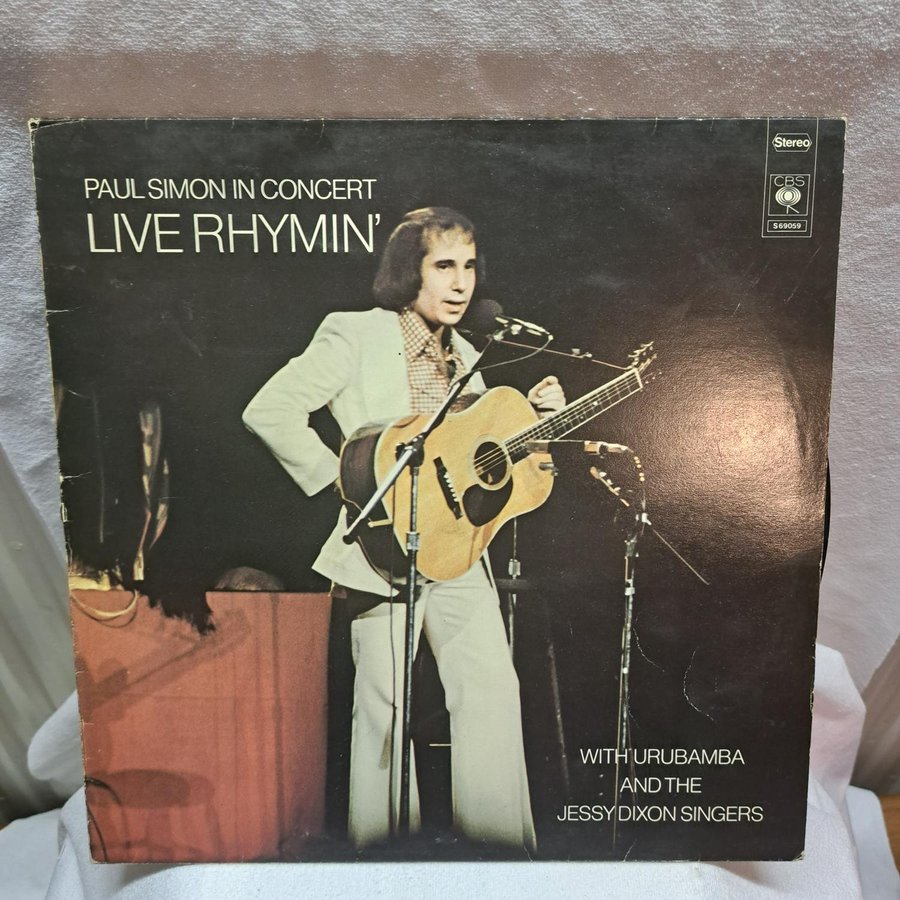 PAUL SIMON IN CONCERT
LIVE RHYMIN'
Stereo
CBS
S 69059
WITH URUBAMBA
AND THE
JESSY DIXON SINGERS